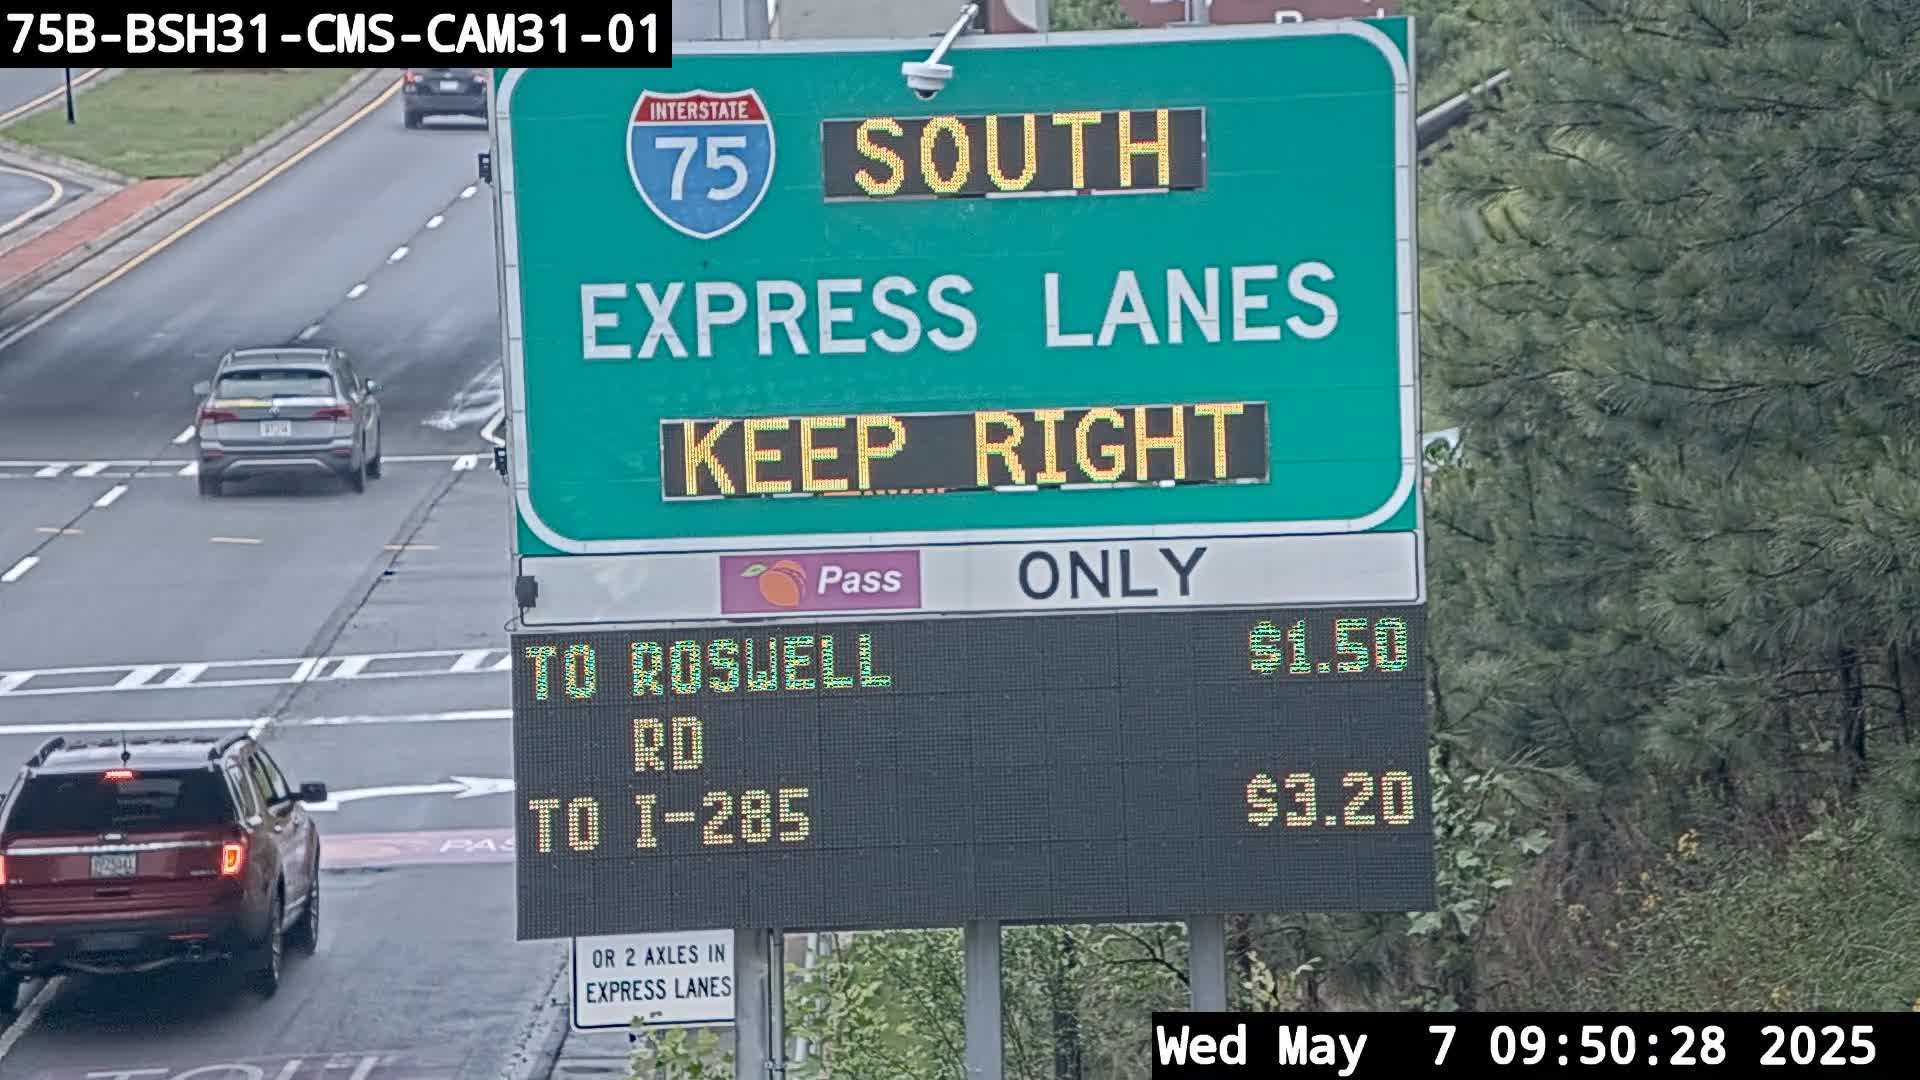 75B-BSH31-CMS-CAM31-01
INTERSTATE
75
SOUTH
EXPRESS LANES
KEEP RIGHT
Pass ONLY
TO ROSWELL $1.50
RD
TO I-285 $3.20
OR 2 AXLES IN
EXPRESS LANES
Wed May 7 09:50:28 2025